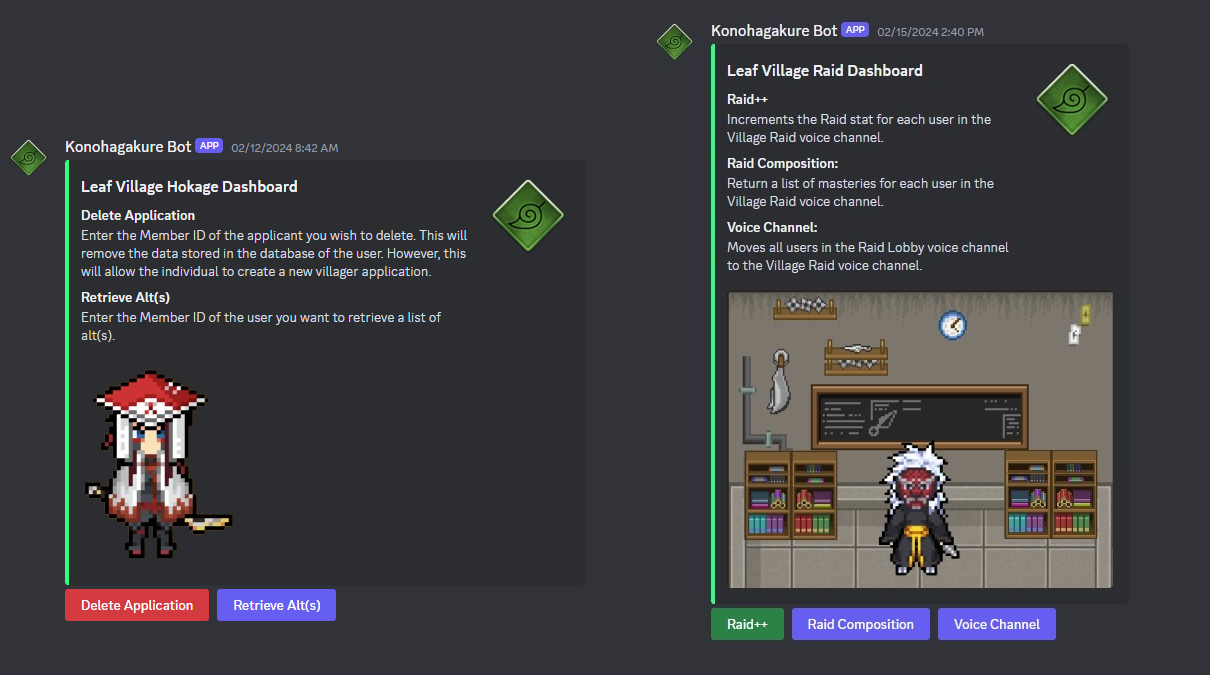 Konohagakure Bot APP 02/12/2024 8:42 AM
Leaf Village Hokage Dashboard
Delete Application
Enter the Member ID of the applicant you wish to delete. This will
remove the data stored in the database of the user. However, this
will allow the individual to create a new villager application.
Retrieve Alt(s)
Enter the Member ID of the user you want to retrieve a list of
alt(s).
Delete Application
Retrieve Alt(s)
Konohagakure Bot APP 02/15/2024 2:40 PM
Leaf Village Raid Dashboard
Raid++
Increments the Raid stat for each user in the
Village Raid voice channel.
Raid Composition:
Return a list of masteries for each user in the
Village Raid voice channel.
Voice Channel:
Moves all users in the Raid Lobby voice channel
to the Village Raid voice channel.
Raid++
Raid Composition
Voice Channel